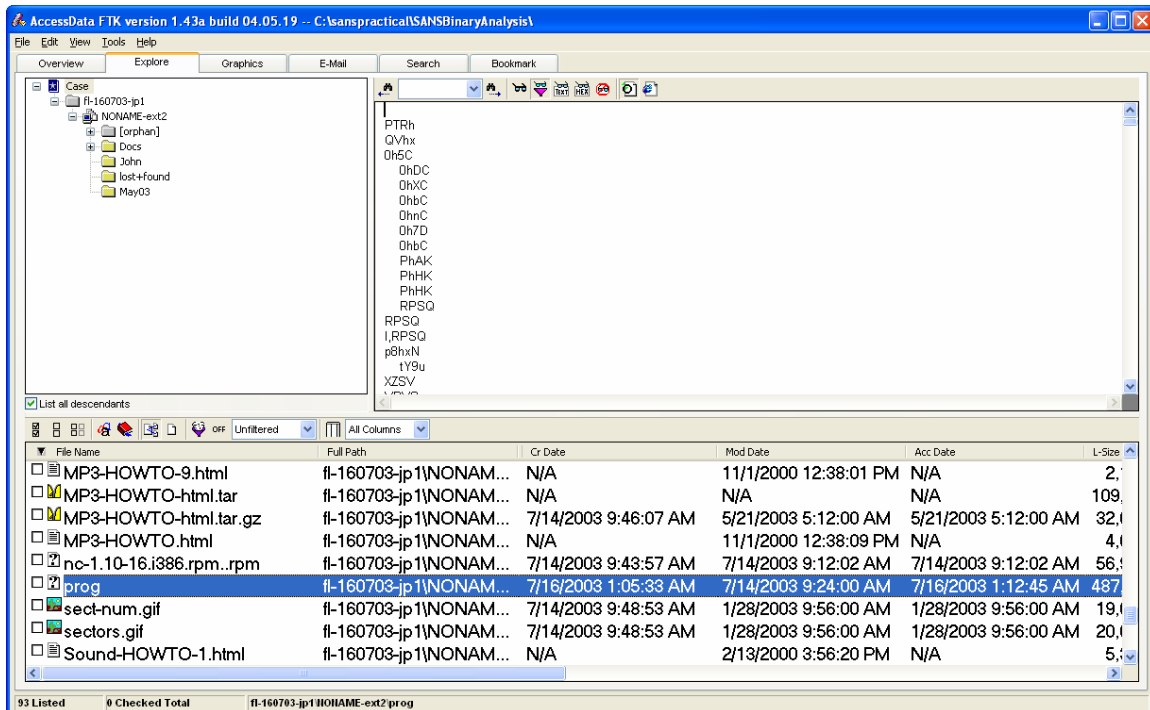 AccessData FTK version 1.43a build 04.05.19 -- C:\sanspractical\SANSBinaryAnalysis\
File Edit View Tools Help
Overview Explore Graphics E-Mail Search Bookmark
Case
fl-160703-jp1
NONAME-ext2
[orphan]
Docs
John
lost+found
May03
List all descendants
TXT HEX
PTRh
QVhx
0h5C
0hDC
0hXC
0hbC
0hnC
0h7D
0hbC
PhAK
PhHK
PhHK
RPSQ
RPSQ
I,RPSQ
p8hxN
tY9u
XZSV
OFF Unfiltered All Columns
File Name Full Path Cr Date Mod Date Acc Date L-Size
MP3-HOWTO-9.html fl-160703-jp1\NONAM... N/A 11/1/2000 12:38:01 PM N/A 2,
MP3-HOWTO-html.tar fl-160703-jp1\NONAM... N/A N/A N/A 109,
MP3-HOWTO-html.tar.gz fl-160703-jp1\NONAM... 7/14/2003 9:46:07 AM 5/21/2003 5:12:00 AM 5/21/2003 5:12:00 AM 32,
MP3-HOWTO.html fl-160703-jp1\NONAM... N/A 11/1/2000 12:38:09 PM N/A 4,
nc-1.10-16.i386.rpm..rpm fl-160703-jp1\NONAM... 7/14/2003 9:43:57 AM 7/14/2003 9:12:02 AM 7/14/2003 9:12:02 AM 56,
prog fl-160703-jp1\NONAM... 7/16/2003 1:05:33 AM 7/14/2003 9:24:00 AM 7/16/2003 1:12:45 AM 487
sect-num.gif fl-160703-jp1\NONAM... 7/14/2003 9:48:53 AM 1/28/2003 9:56:00 AM 1/28/2003 9:56:00 AM 19,
sectors.gif fl-160703-jp1\NONAM... 7/14/2003 9:48:53 AM 1/28/2003 9:56:00 AM 1/28/2003 9:56:00 AM 20,
Sound-HOWTO-1.html fl-160703-jp1\NONAM... N/A 2/13/2000 3:56:20 PM N/A 5,
93 Listed 0 Checked Total fl-160703-jp1\NONAME-ext2\prog